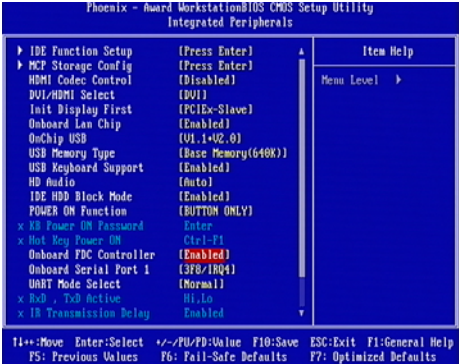 Phoenix - Award WorkstationBIOS CMOS Setup Utility
Integrated Peripherals
IDE Function Setup [Press Enter]
MCP Storage Config [Press Enter]
HDMI Codec Control [Disabled]
DVI/HDMI Select [DVI]
Init Display First [PCIEx-Slave]
Onboard Lan Chip [Enabled]
OnChip USB [V1.1+V2.0]
USB Memory Type [Base Memory(640K)]
USB Keyboard Support [Enabled]
HD Audio [Auto]
IDE HDD Block Mode [Enabled]
POWER ON Function [BUTTON ONLY]
x KB Power ON Password Enter
x Hot Key Power ON Ctrl-F1
Onboard FDC Controller [Enabled]
Onboard Serial Port 1 [3F8/IRQ4]
UART Mode Select [Normal]
x RxD , TxD Active Hi,Lo
x IR Transmission Delay Enabled
Item Help
Menu Level
↑↓↔:Move Enter:Select +/-/PU/PD:Value F10:Save ESC:Exit F1:General Help
F5: Previous Values F6: Fail-Safe Defaults F7: Optimized Defaults